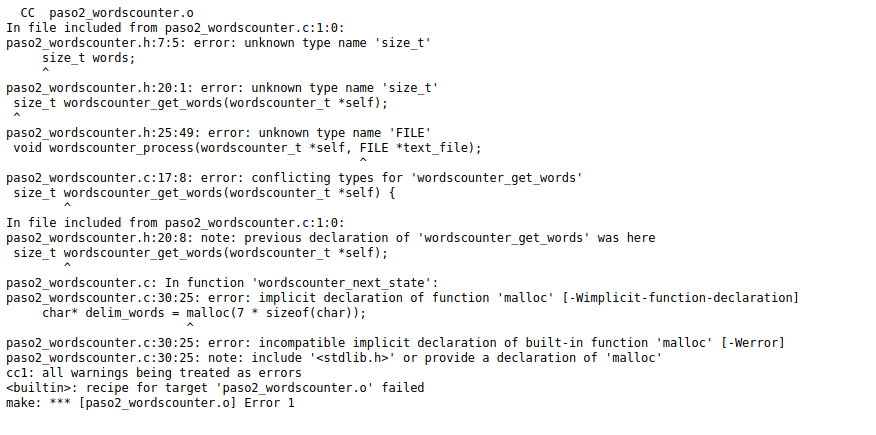 CC  paso2_wordscounter.o
In file included from paso2_wordscounter.c:1:0:
paso2_wordscounter.h:7:5: error: unknown type name 'size_t'
     size_t words;
     ^
paso2_wordscounter.h:20:1: error: unknown type name 'size_t'
 size_t wordscounter_get_words(wordscounter_t *self);
 ^
paso2_wordscounter.h:25:49: error: unknown type name 'FILE'
 void wordscounter_process(wordscounter_t *self, FILE *text_file);
                                                 ^
paso2_wordscounter.c:17:8: error: conflicting types for 'wordscounter_get_words'
 size_t wordscounter_get_words(wordscounter_t *self) {
        ^
In file included from paso2_wordscounter.c:1:0:
paso2_wordscounter.h:20:8: note: previous declaration of 'wordscounter_get_words' was here
 size_t wordscounter_get_words(wordscounter_t *self);
        ^
paso2_wordscounter.c: In function 'wordscounter_next_state':
paso2_wordscounter.c:30:25: error: implicit declaration of function 'malloc' [-Wimplicit-function-declaration]
     char* delim_words = malloc(7 * sizeof(char));
                         ^
paso2_wordscounter.c:30:25: error: incompatible implicit declaration of built-in function 'malloc' [-Werror]
paso2_wordscounter.c:30:25: note: include '<stdlib.h>' or provide a declaration of 'malloc'
cc1: all warnings being treated as errors
<builtin>: recipe for target 'paso2_wordscounter.o' failed
make: *** [paso2_wordscounter.o] Error 1